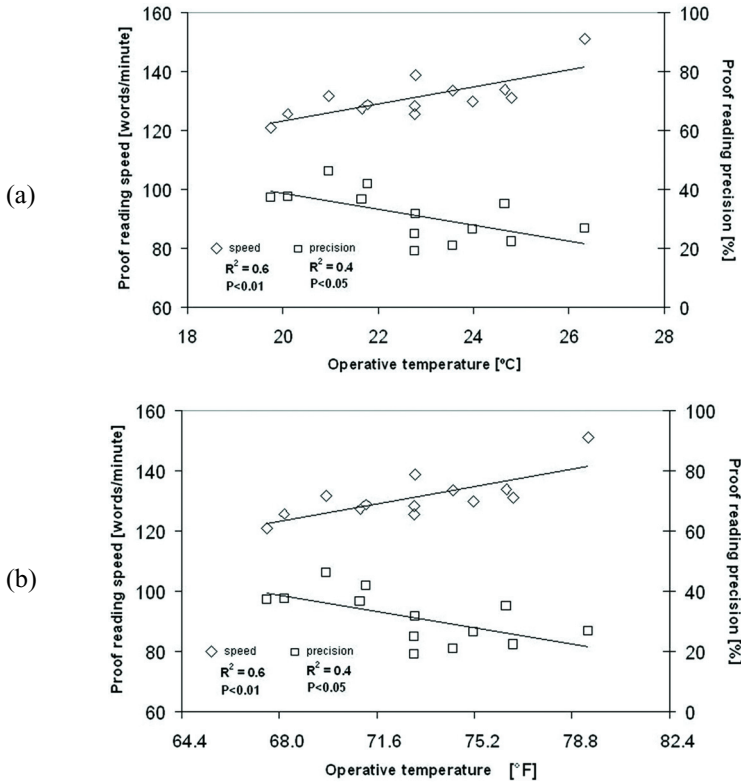 (a)
Proof reading speed [words/minute]
160
140
120
100
80
60
100
80
60
40
20
0
Proof reading precision [%]
speed precision
R² = 0.6 R² = 0.4
P<0.01 P<0.05
18 20 22 24 26 28
Operative temperature [ºC]
(b)
Proof reading speed [words/minute]
160
140
120
100
80
60
100
80
60
40
20
0
Proof reading precision [%]
speed precision
R² = 0.6 R² = 0.4
P<0.01 P<0.05
64.4 68.0 71.6 75.2 78.8 82.4
Operative temperature [°F]